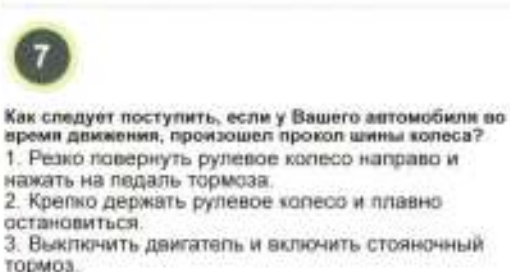 7
Как следует поступить, если у Вашего автомобиля во
время движения, произошел прокол шины колеса?
1. Резко повернуть рулевое колесо направо и
нажать на педаль тормоза.
2. Крепко держать рулевое колесо и плавно
остановиться.
3. Выключить двигатель и включить стояночный
тормоз.